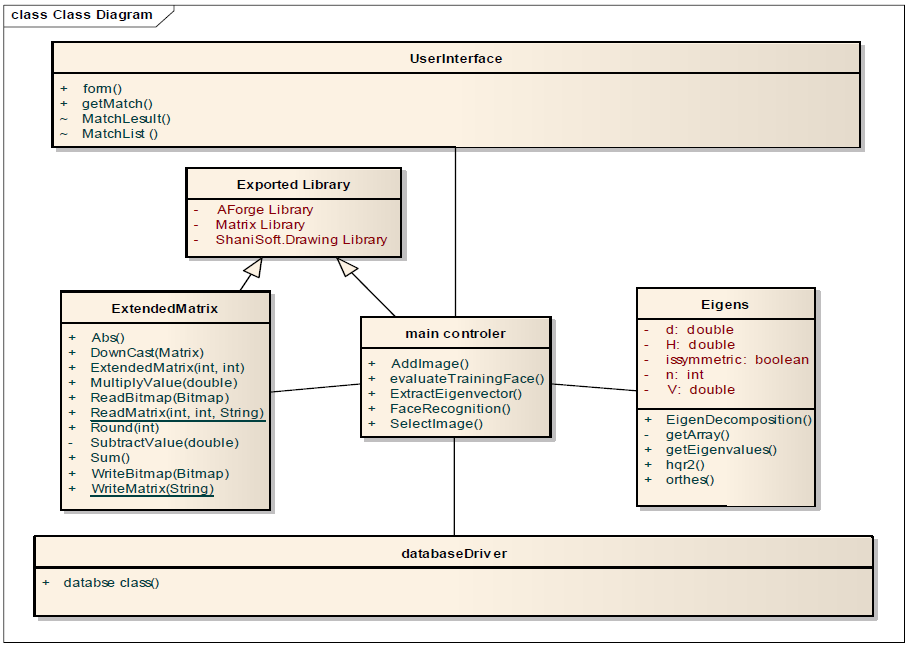 class Class Diagram
UserInterface
+ form()
+ getMatch()
~ MatchLesult()
~ MatchList ()
Exported Library
- AForge Library
- Matrix Library
- ShaniSoft.Drawing Library
ExtendedMatrix
+ Abs()
+ DownCast(Matrix)
+ ExtendedMatrix(int, int)
+ MultiplyValue(double)
+ ReadBitmap(Bitmap)
+ ReadMatrix(int, int, String)
+ Round(int)
- SubtractValue(double)
+ Sum()
+ WriteBitmap(Bitmap)
+ WriteMatrix(String)
main controler
+ AddImage()
+ evaluateTrainingFace()
+ ExtractEigenvector()
+ FaceRecognition()
+ SelectImage()
Eigens
- d: double
- H: double
- issymmetric: boolean
- n: int
- V: double
+ EigenDecomposition()
- getArray()
+ getEigenvalues()
+ hqr2()
+ orthes()
databaseDriver
+ databse class()